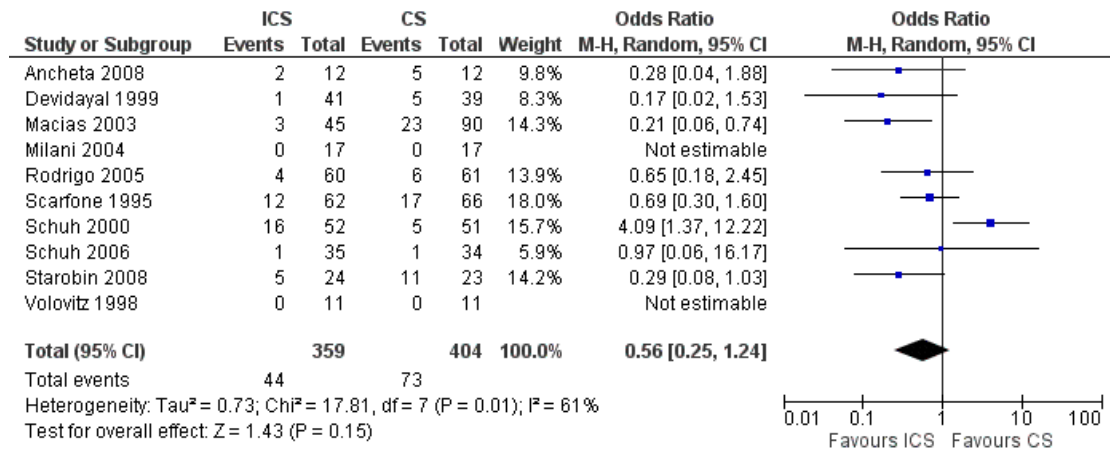 ICS CS Odds Ratio Odds Ratio
Study or Subgroup Events Total Events Total Weight M-H, Random, 95% CI M-H, Random, 95% CI
Ancheta 2008 2 12 5 12 9.8% 0.28 [0.04, 1.88]
Devidayal 1999 1 41 5 39 8.3% 0.17 [0.02, 1.53]
Macias 2003 3 45 23 90 14.3% 0.21 [0.06, 0.74]
Milani 2004 0 17 0 17 Not estimable
Rodrigo 2005 4 60 6 61 13.9% 0.65 [0.18, 2.45]
Scarfone 1995 12 62 17 66 18.0% 0.69 [0.30, 1.60]
Schuh 2000 16 52 5 51 15.7% 4.09 [1.37, 12.22]
Schuh 2006 1 35 1 34 5.9% 0.97 [0.06, 16.17]
Starobin 2008 5 24 11 23 14.2% 0.29 [0.08, 1.03]
Volovitz 1998 0 11 0 11 Not estimable
Total (95% CI) 359 404 100.0% 0.56 [0.25, 1.24]
Total events 44 73
Heterogeneity: Tau² = 0.73; Chi² = 17.81, df = 7 (P = 0.01); I² = 61%
Test for overall effect: Z = 1.43 (P = 0.15)
0.01 0.1 1 10 100
Favours ICS Favours CS